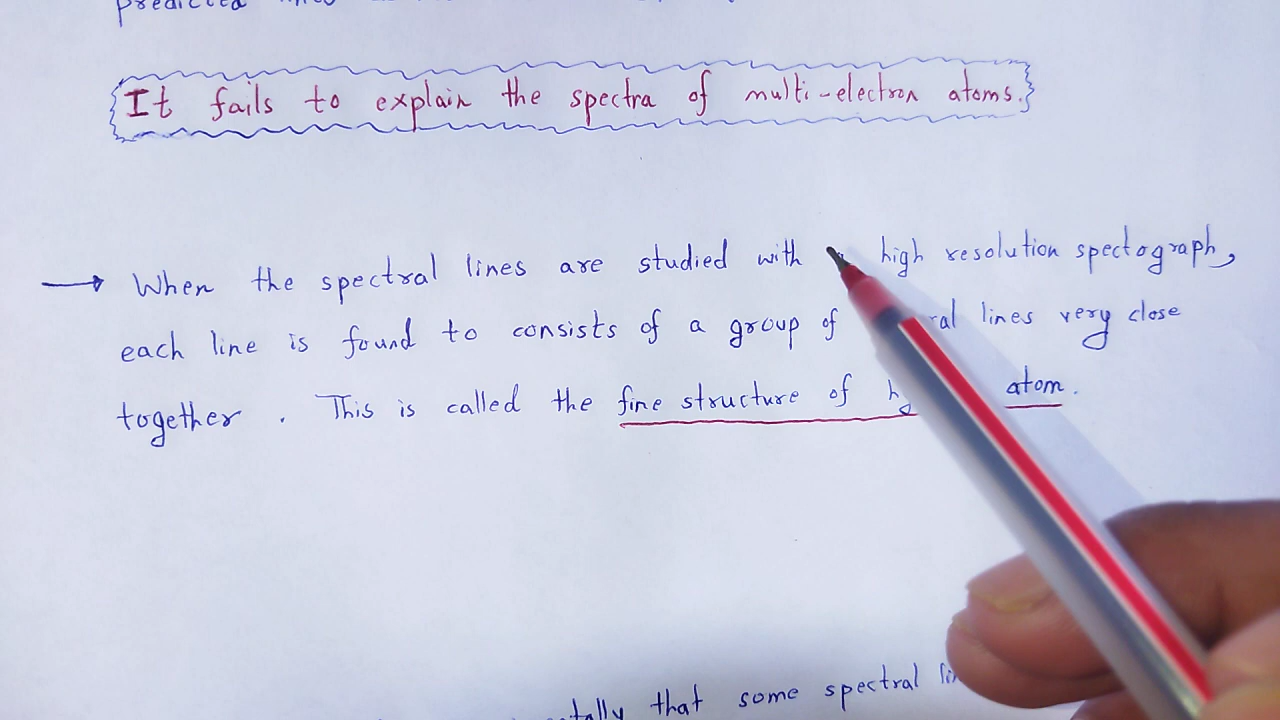 predicted lines
It fails to explain the spectra of multi-electron atoms.
→ When the spectral lines are studied with high resolution spectograph,
each line is found to consists of a group of lines very close
together. This is called the fine structure of atom.
that some spectral